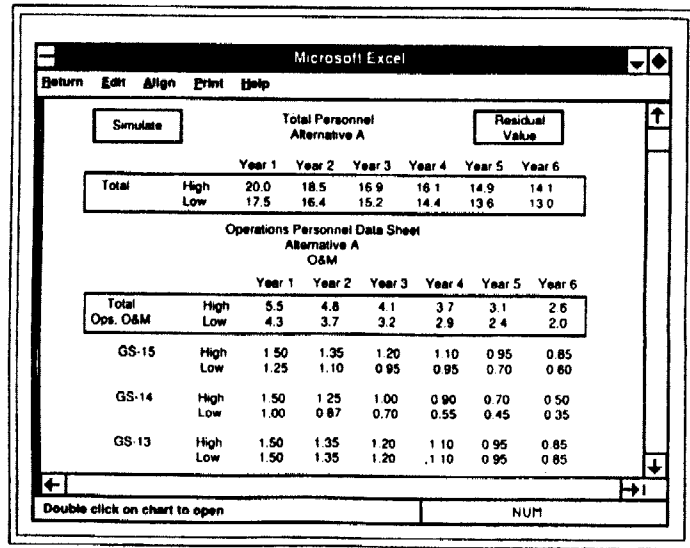 Microsoft Excel
Return Edit Align Print Help
Simulate Total Personnel Residual
Alternative A Value
Year 1 Year 2 Year 3 Year 4 Year 5 Year 6
Total High 20.0 18.5 16.9 16.1 14.9 14.1
Low 17.5 16.4 15.2 14.4 13.6 13.0
Operations Personnel Data Sheet
Alternative A
O&M
Year 1 Year 2 Year 3 Year 4 Year 5 Year 6
Total High 5.5 4.8 4.1 3.7 3.1 2.6
Ops. O&M Low 4.3 3.7 3.2 2.9 2.4 2.0
GS-15 High 1.50 1.35 1.20 1.10 0.95 0.85
Low 1.25 1.10 0.95 0.95 0.70 0.60
GS-14 High 1.50 1.25 1.00 0.90 0.70 0.50
Low 1.00 0.87 0.70 0.55 0.45 0.35
GS-13 High 1.50 1.35 1.20 1.10 0.95 0.85
Low 1.50 1.35 1.20 1.10 0.95 0.85
Double click on chart to open NUM